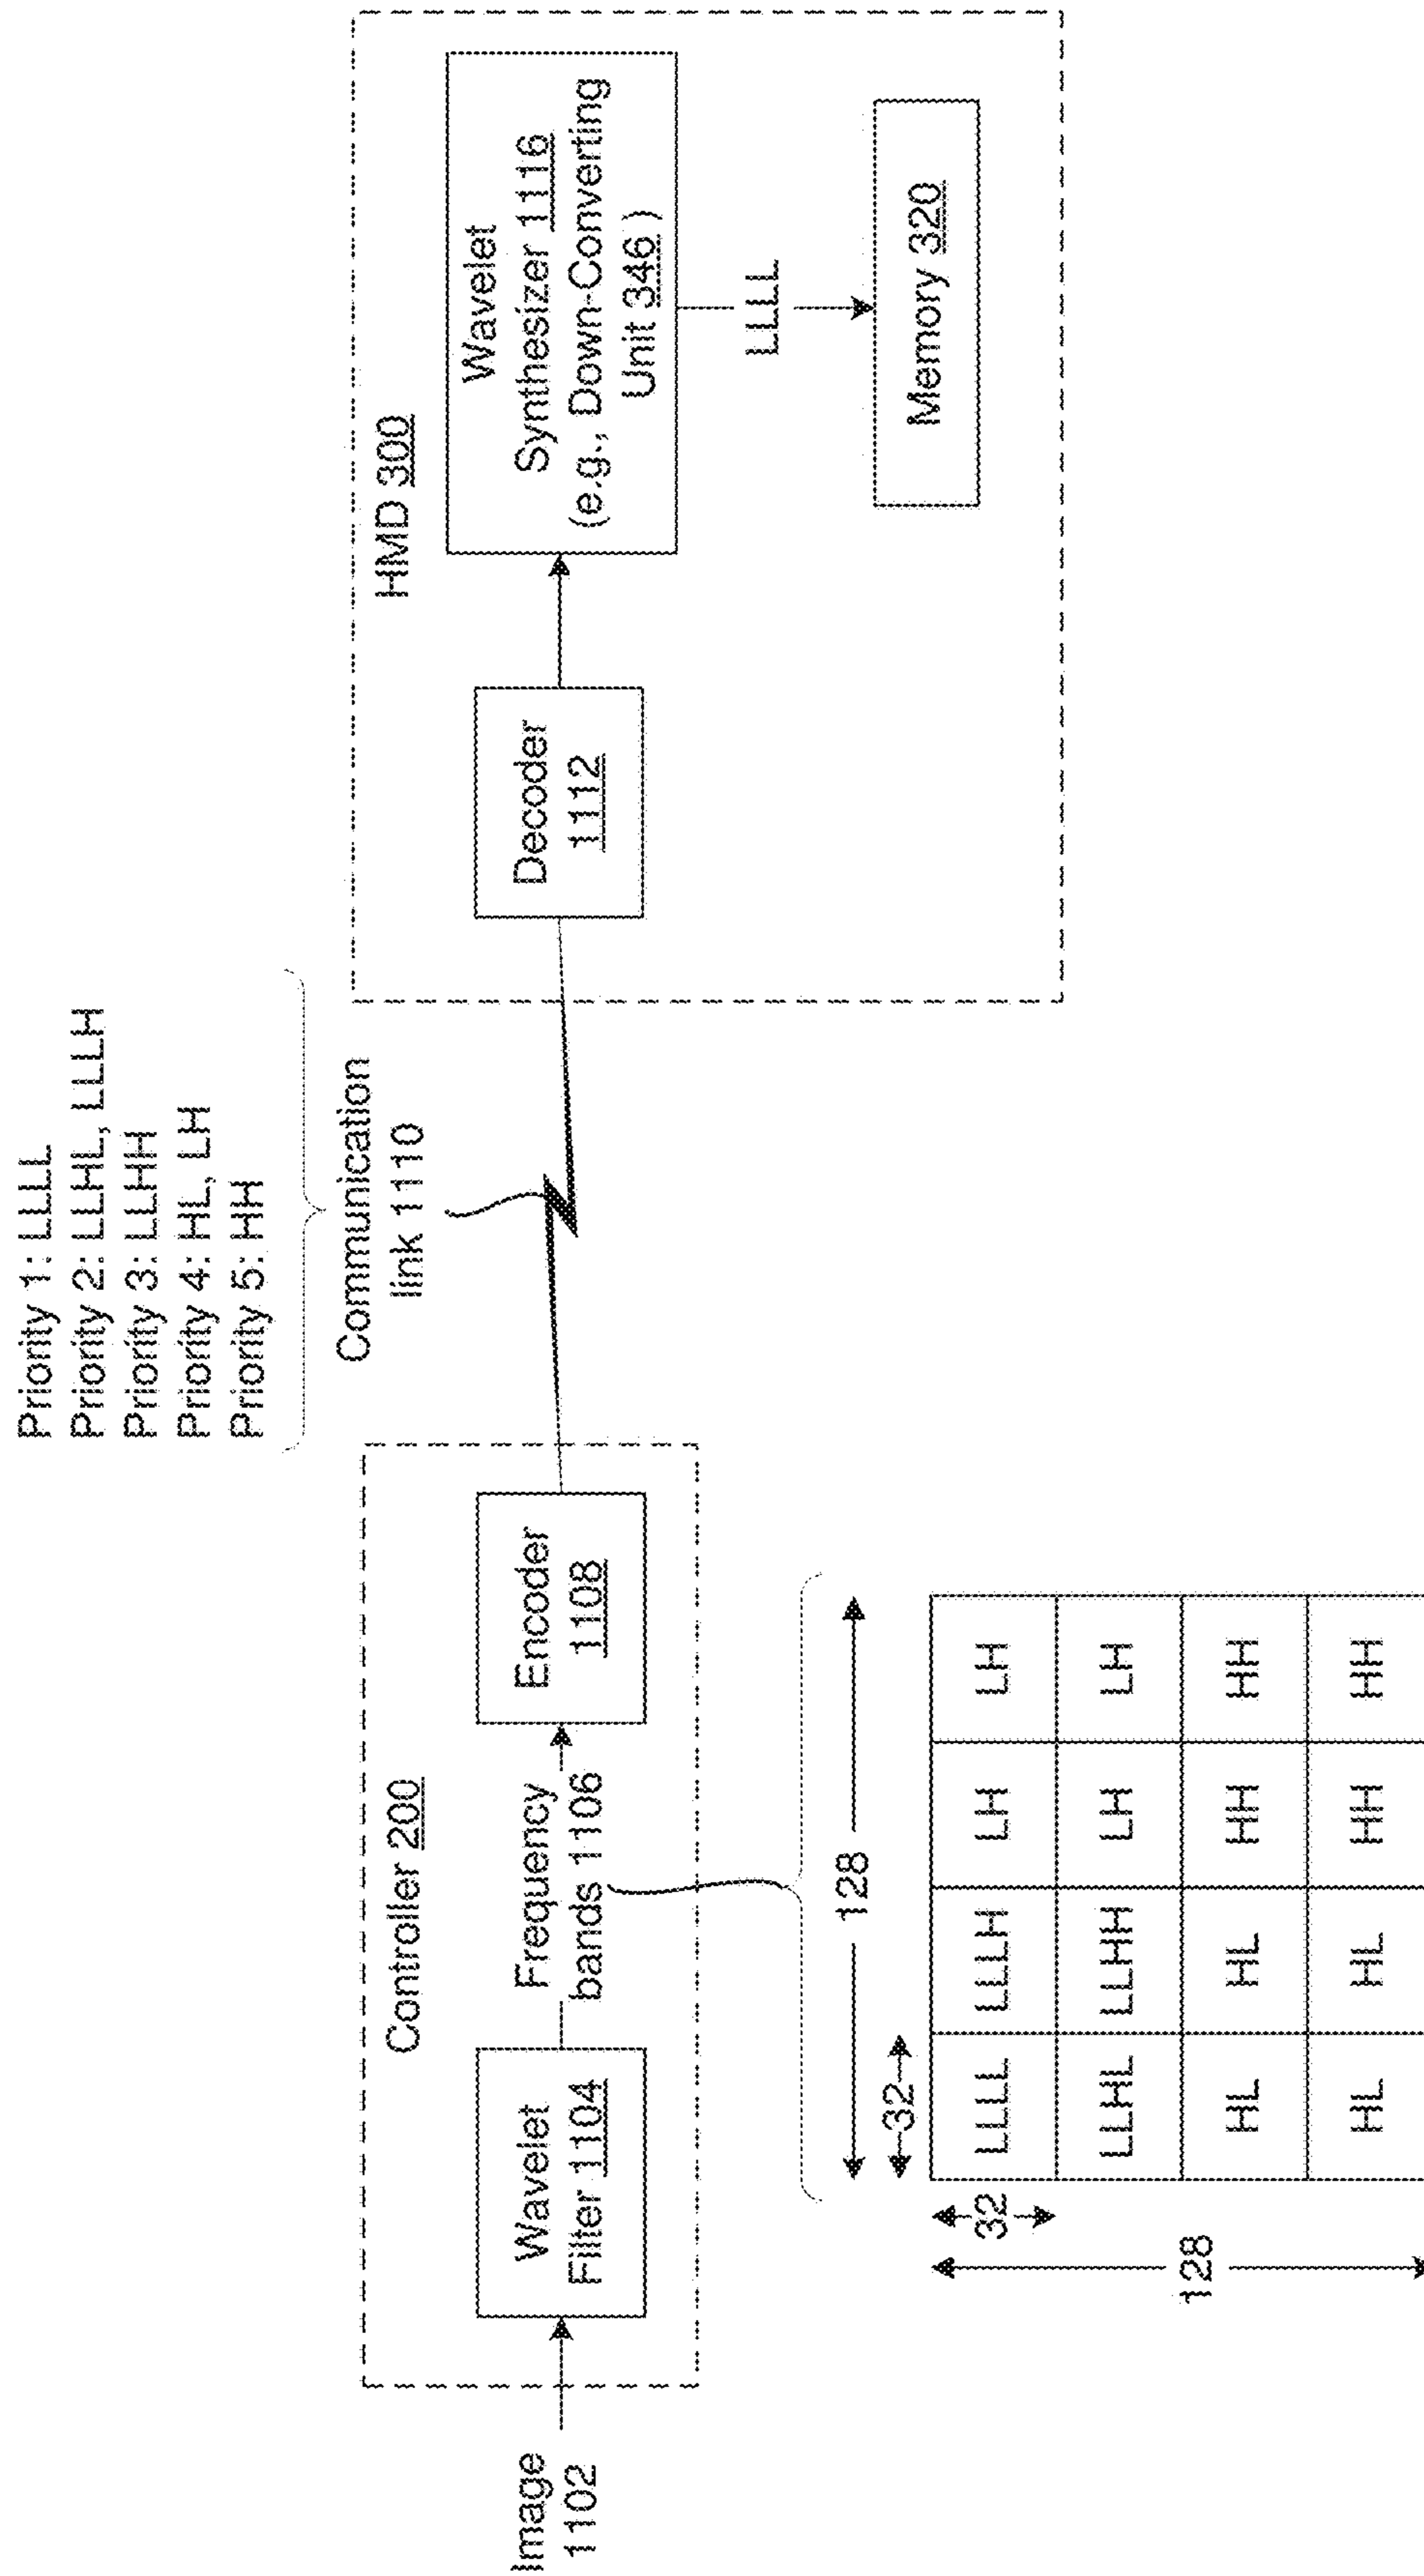 Priority 1: LLLL
Priority 2: LLHL, LLLH
Priority 3: LLHH
Priority 4: HL, LH
Priority 5: HH
Communication
link 1110
Image
1102
Controller 200
Wavelet
Filter 1104
Frequency
bands 1106
Encoder
1108
HMD 300
Decoder
1112
Wavelet
Synthesizer 1116
(e.g., Down-Converting
Unit 346 )
LLLL
Memory 320
128
32
32
128
LLLL LLLH LH LH
LLHL LLHH LH LH
HL HL HH HH
HL HL HH HH